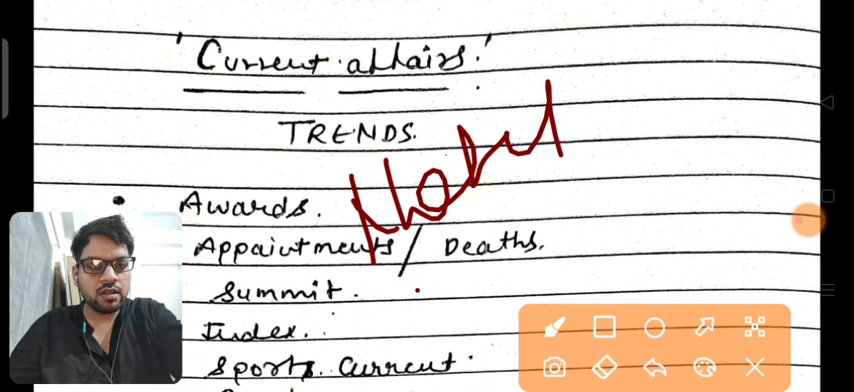 'Current affairs.'
TRENDS.
Nobel
Awards.
Appointments / Deaths.
Summit.
Index.
Sports. Current.